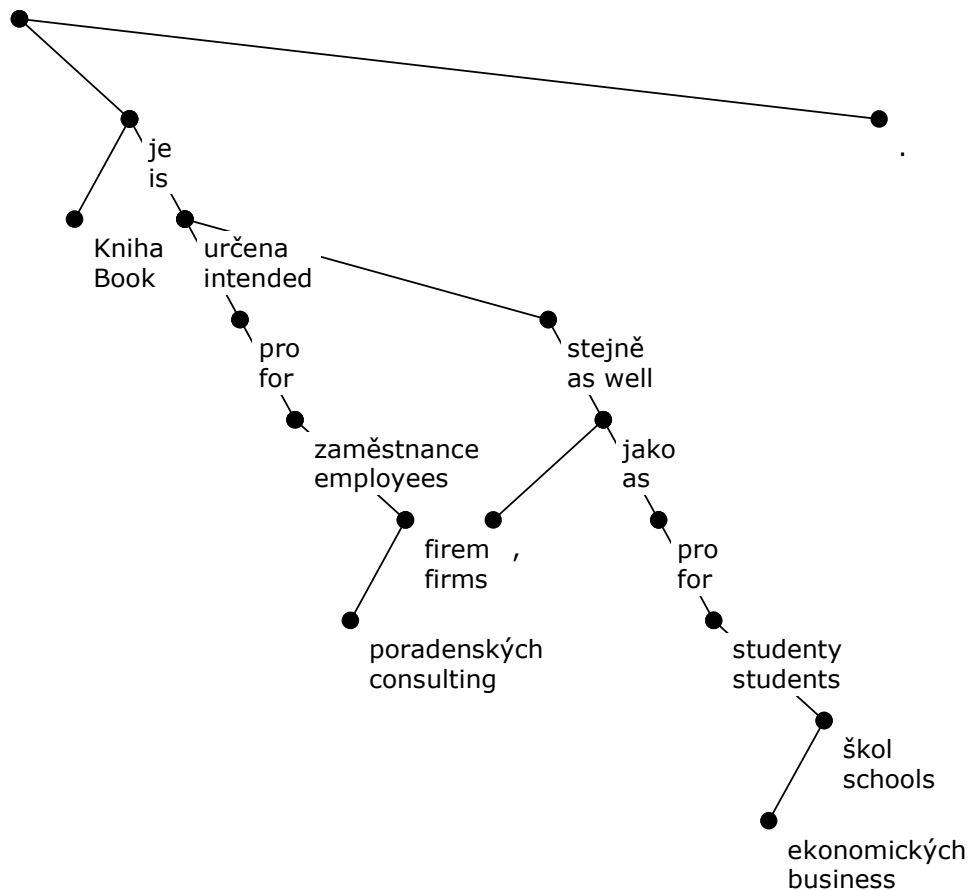 .
je
is
Kniha
Book
určena
intended
pro
for
stejně
as well
zaměstnance
employees
jako
as
firem
firms
,
pro
for
poradenských
consulting
studenty
students
škol
schools
ekonomických
business